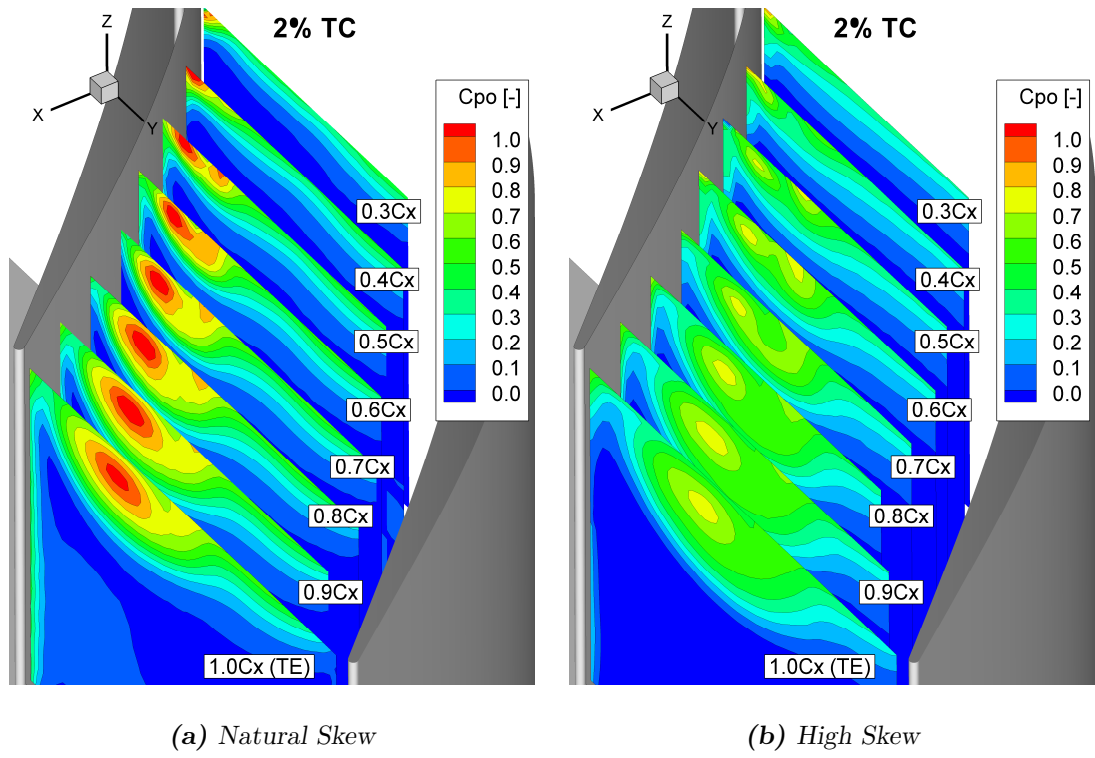 2% TC
Z
X
Y
Cpo [-]
1.0
0.9
0.8
0.7
0.6
0.5
0.4
0.3
0.2
0.1
0.0
0.3Cx
0.4Cx
0.5Cx
0.6Cx
0.7Cx
0.8Cx
0.9Cx
1.0Cx (TE)
(a) Natural Skew
2% TC
Z
X
Y
Cpo [-]
1.0
0.9
0.8
0.7
0.6
0.5
0.4
0.3
0.2
0.1
0.0
0.3Cx
0.4Cx
0.5Cx
0.6Cx
0.7Cx
0.8Cx
0.9Cx
1.0Cx (TE)
(b) High Skew